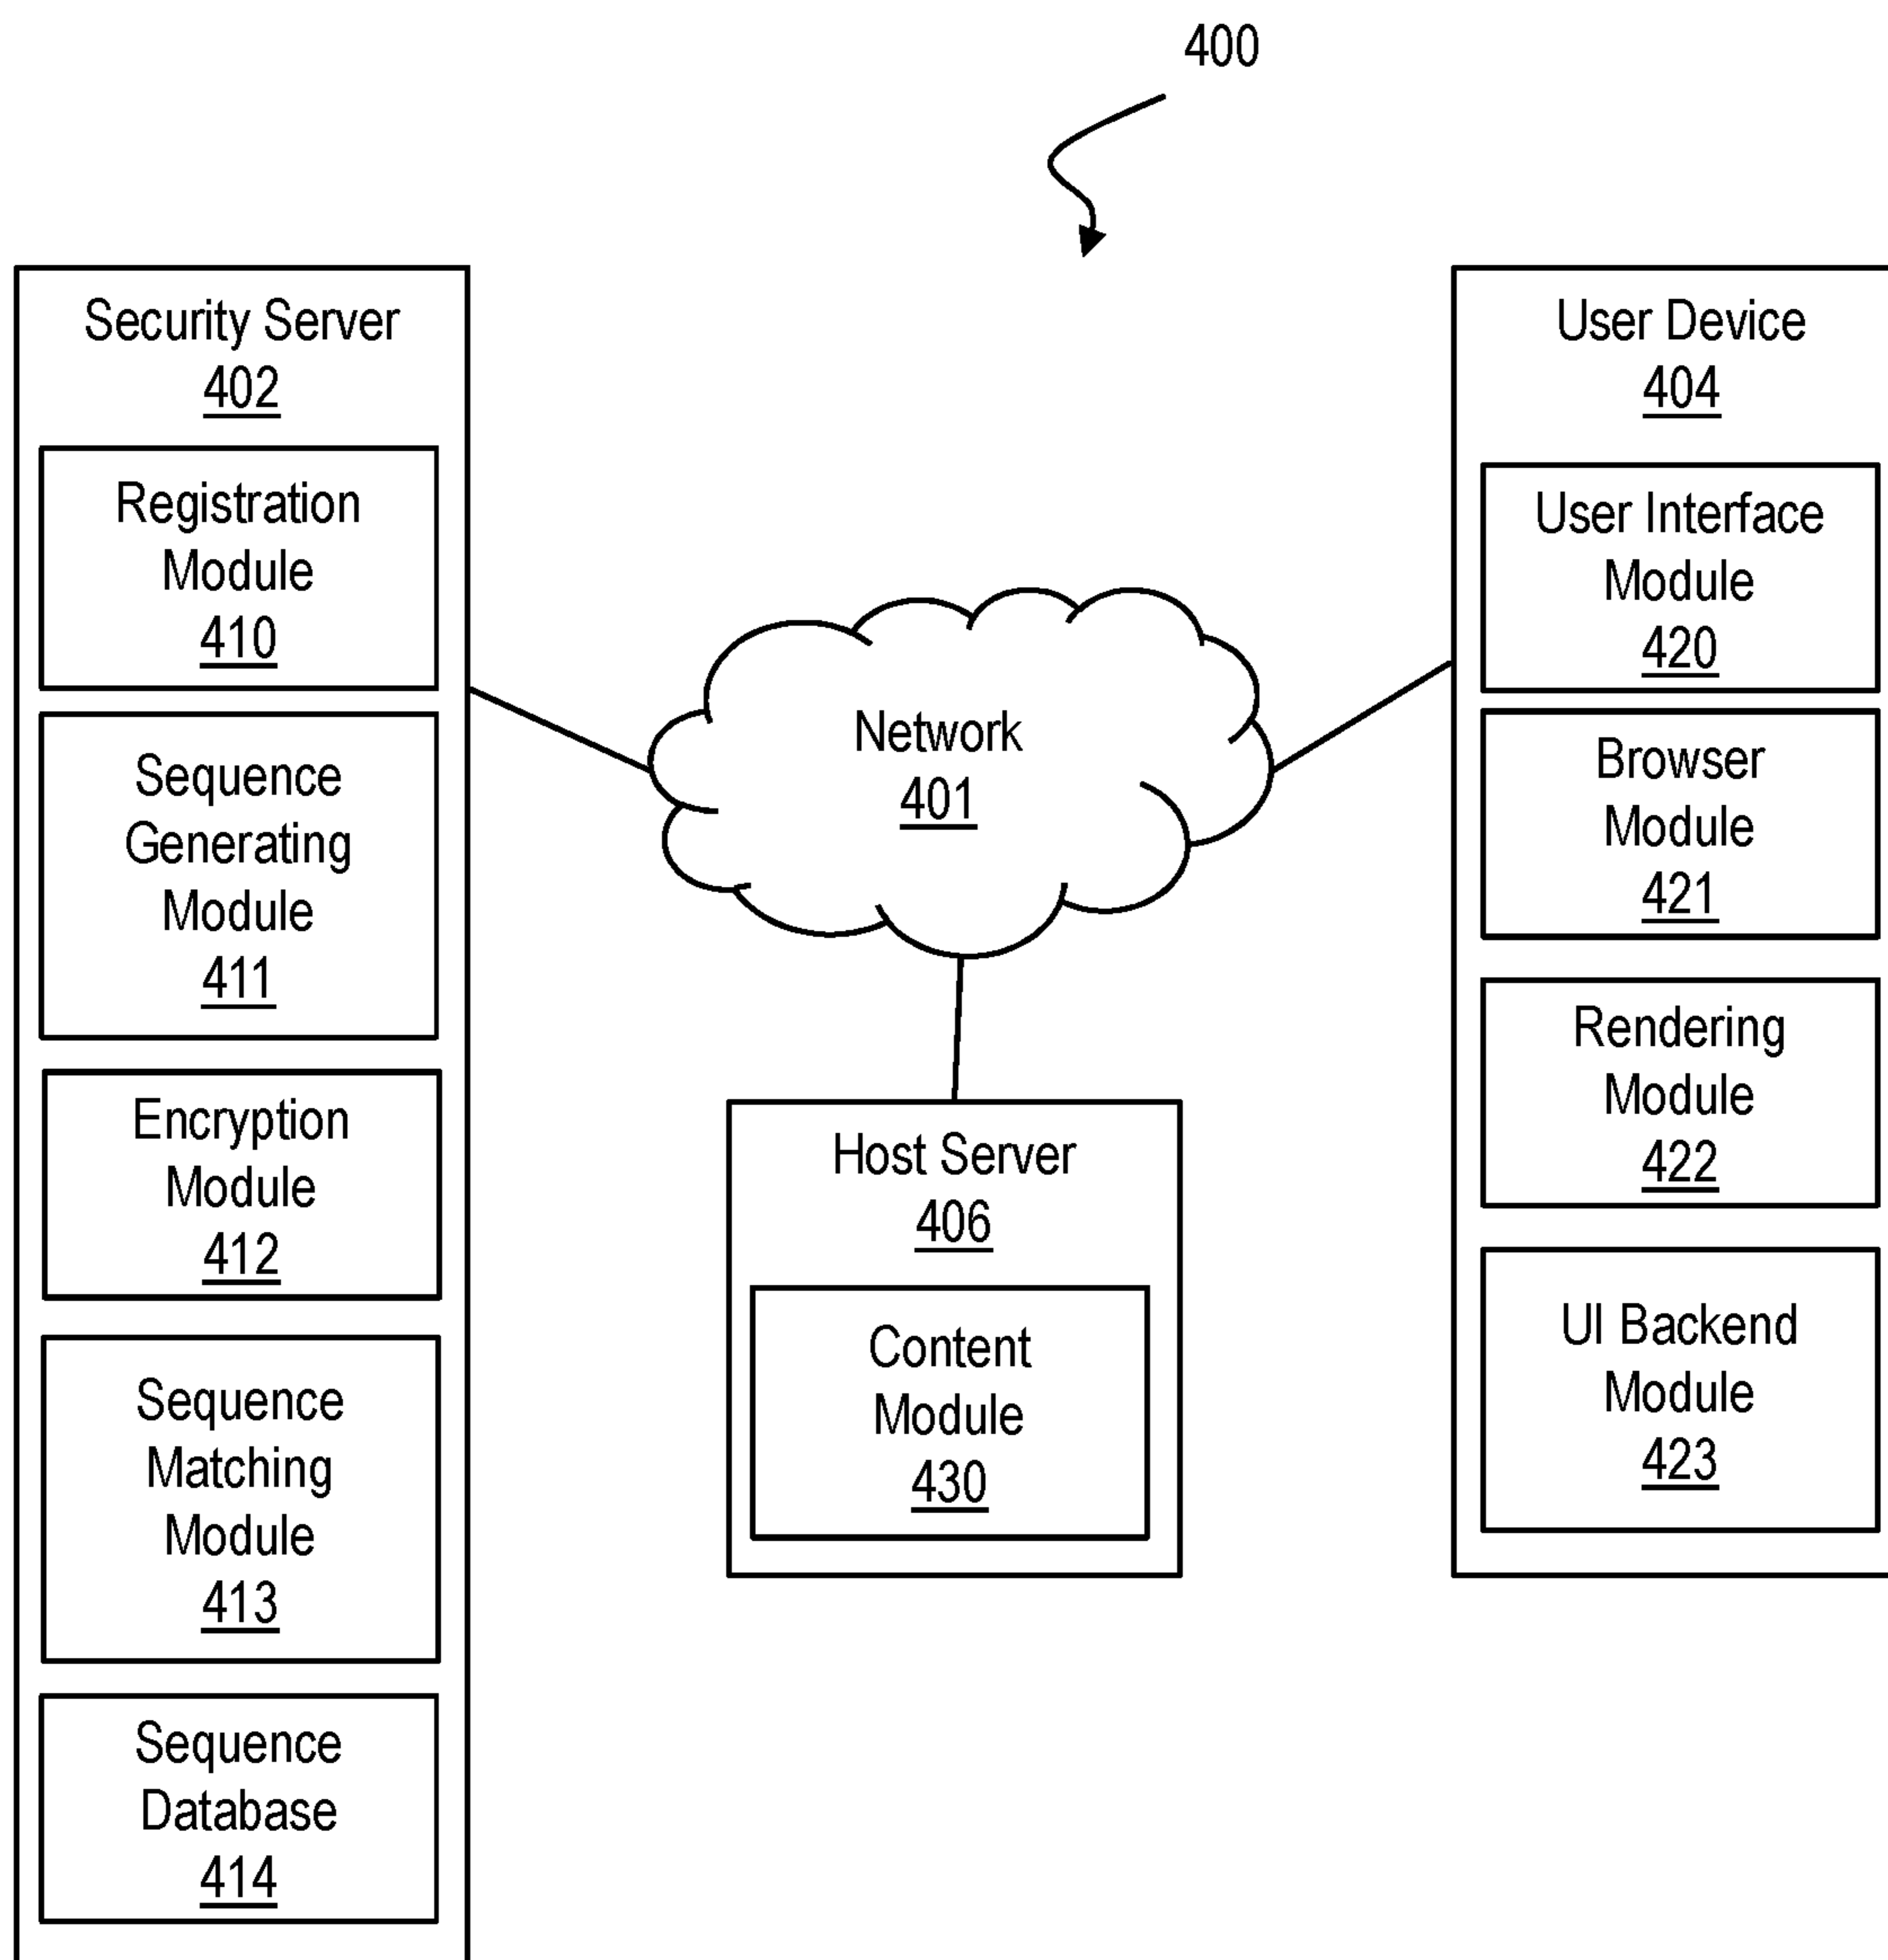 400
Security Server
402
Registration
Module
410
Sequence
Generating
Module
411
Encryption
Module
412
Sequence
Matching
Module
413
Sequence
Database
414
Network
401
Host Server
406
Content
Module
430
User Device
404
User Interface
Module
420
Browser
Module
421
Rendering
Module
422
UI Backend
Module
423